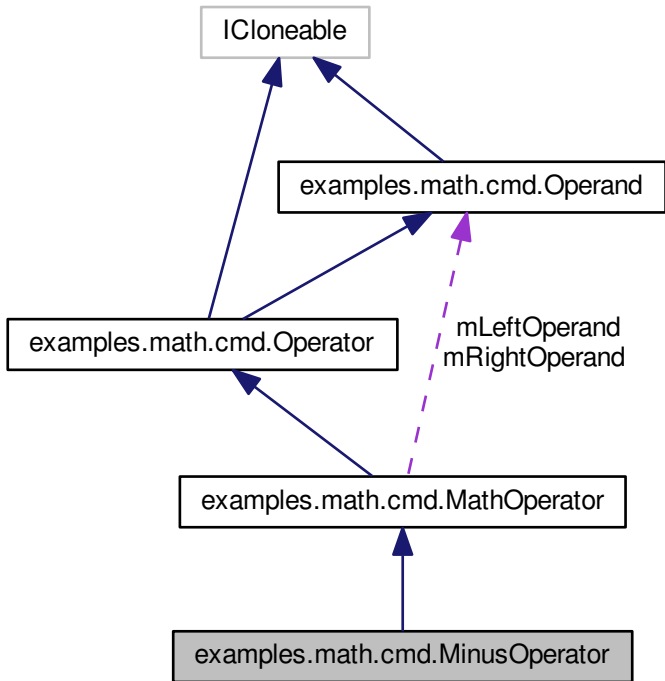 ICloneable
examples.math.cmd.Operand
mLeftOperand
mRightOperand
examples.math.cmd.Operator
examples.math.cmd.MathOperator
examples.math.cmd.MinusOperator